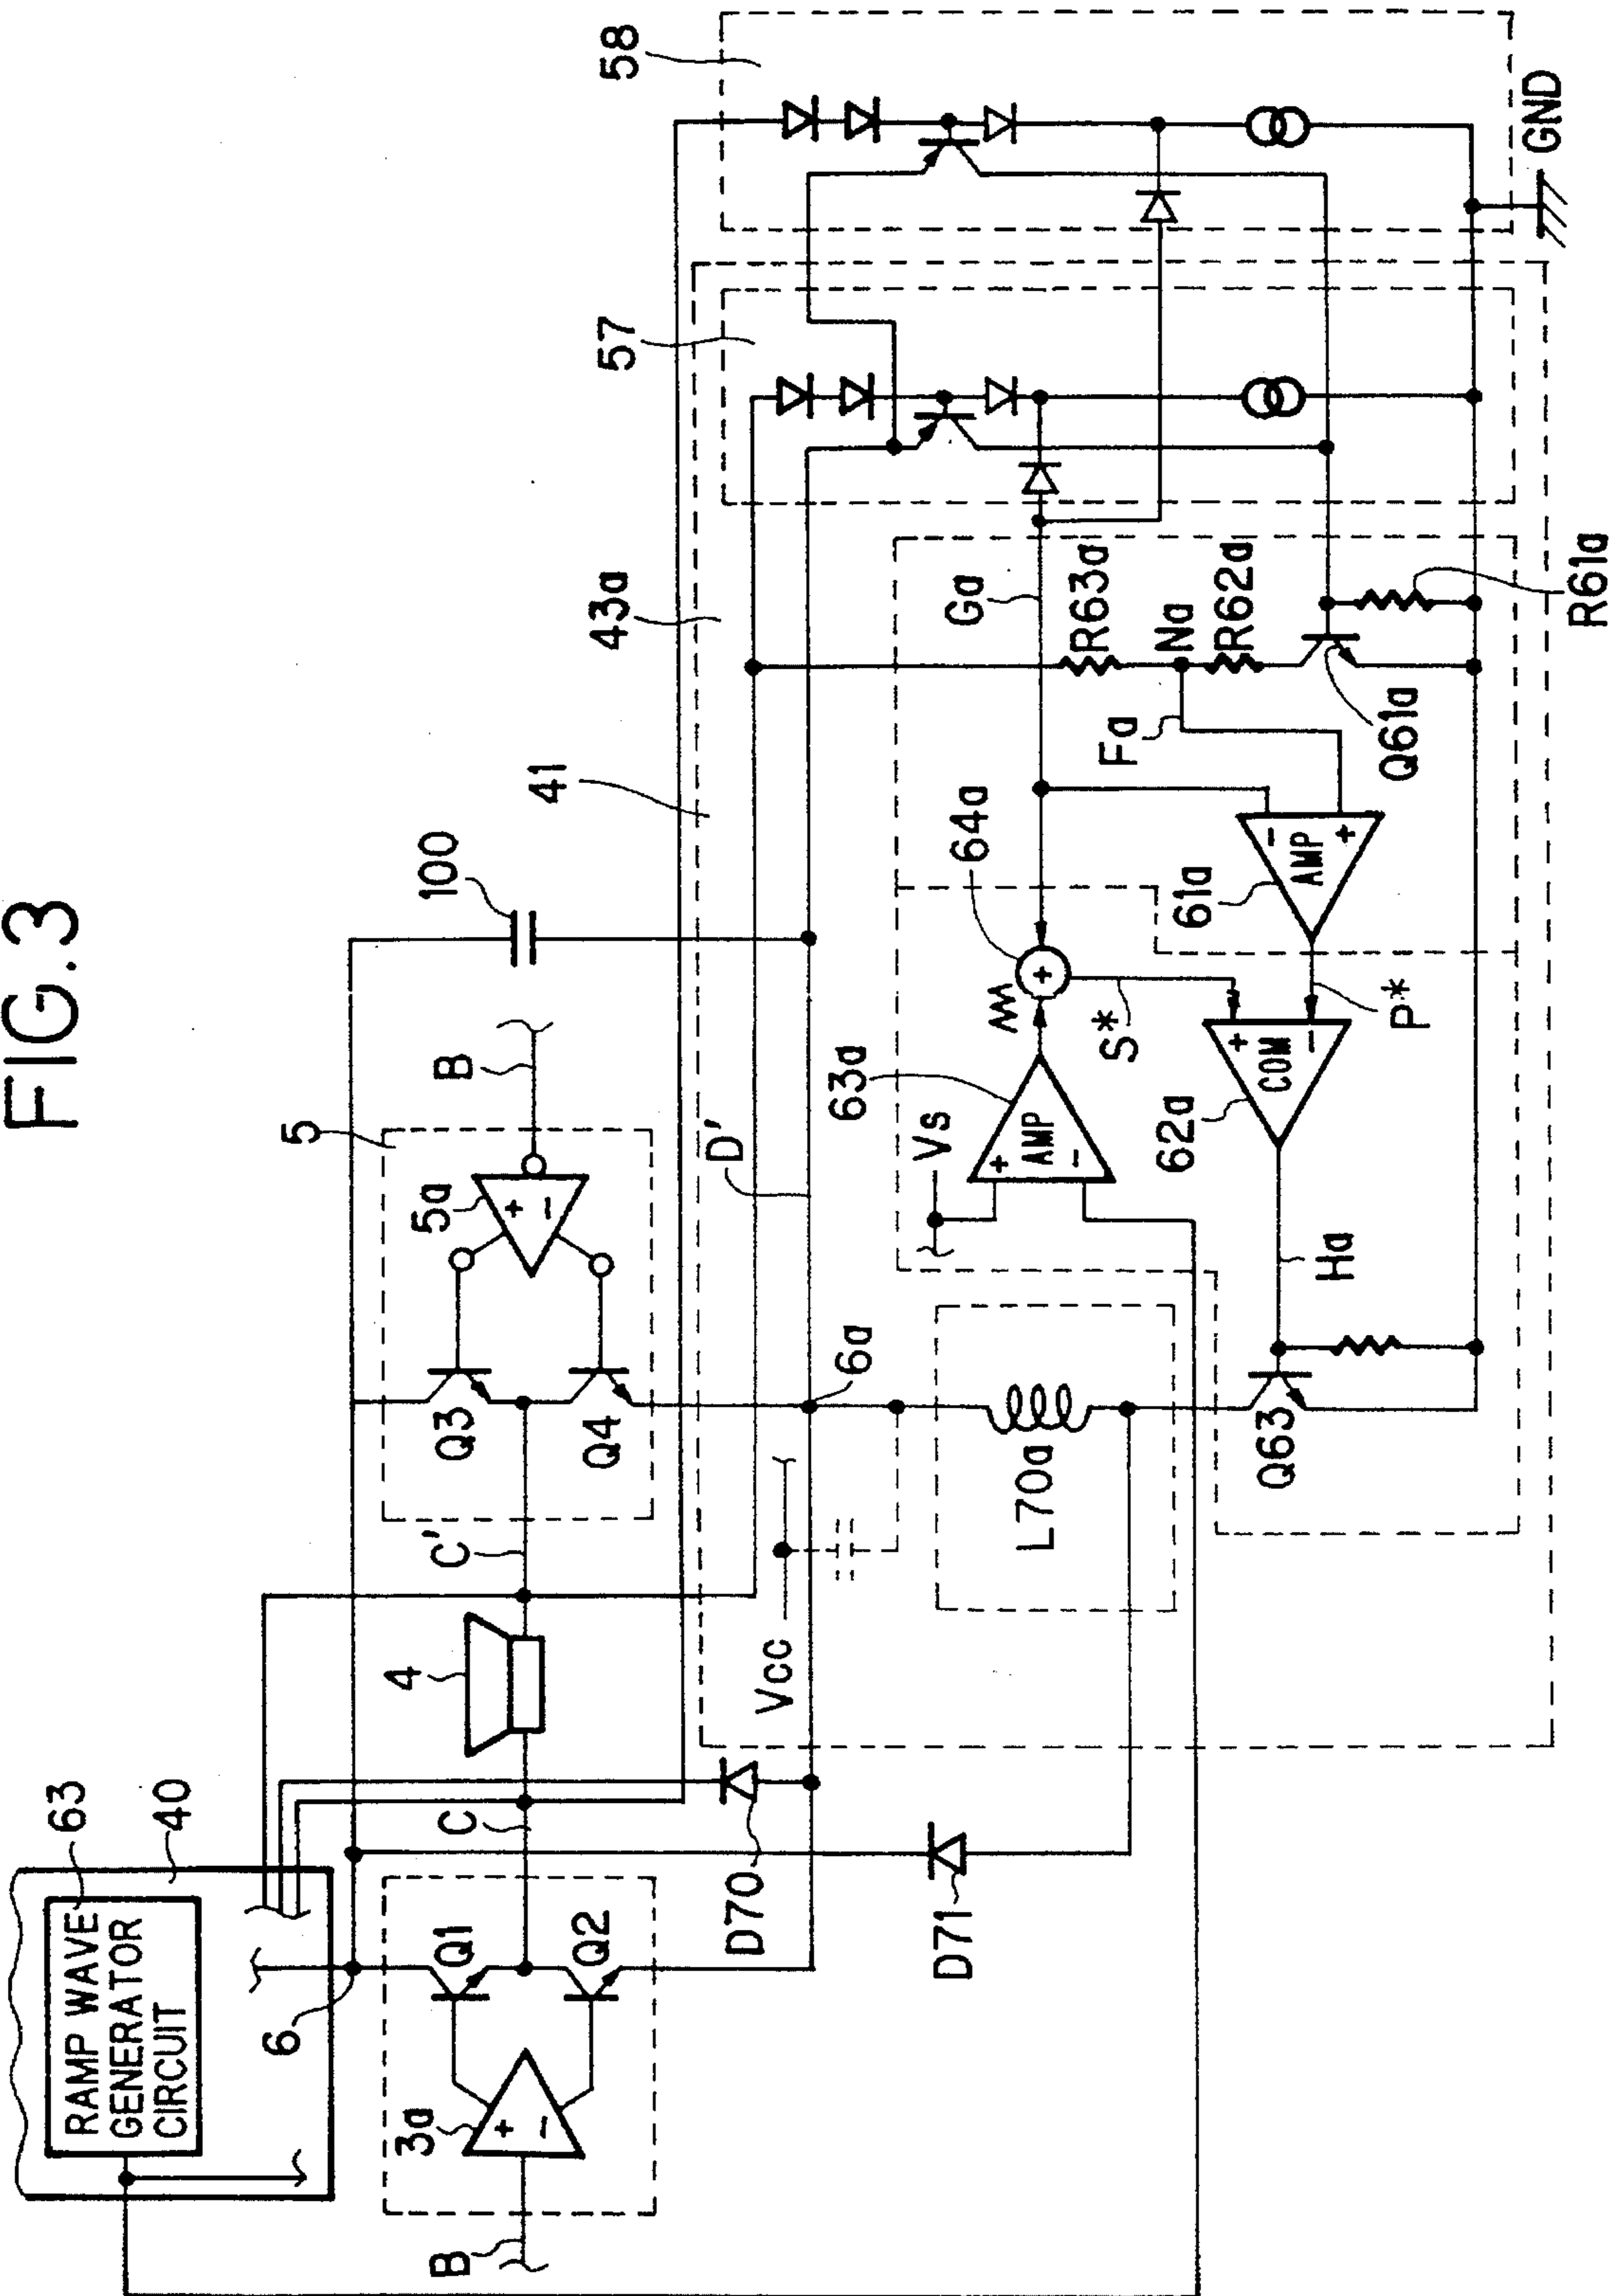 FIG.3
63
40
RAMP WAVE
GENERATOR
CIRCUIT
6
3a
+
-
B
Q1
Q2
C
4
C'
5
5a
+
-
B
Q3
Q4
100
D'
D70
D71
Vcc
6a
L70a
41
43a
57
58
Vs
63a
+
AMP
-
64a
+
S*
Ga
R63a
Na
R62a
Fa
Q61a
R61a
61a
-
AMP
+
P*
62a
+
COM
-
Ha
Q63
GND